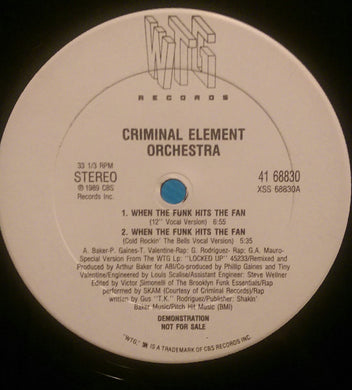 WTG
RECORDS
CRIMINAL ELEMENT
ORCHESTRA
33 1/3 RPM
STEREO
℗ 1989 CBS
Records Inc.
41 68830
XSS 68830A
1. WHEN THE FUNK HITS THE FAN
(12" Vocal Version) 6:55
2. WHEN THE FUNK HITS THE FAN
(Cold Rockin' The Bells Vocal Version) 5:35
A. Baker-P. Gaines-T. Valentine-Rap: G. Rodriguez- Rap; G.A. Mauro-
Special Version From The WTG Lp: "LOCKED UP" 45233/Remixed and
Produced by Arthur Baker for ABI/Co-produced by Phillip Gaines and Tiny
Valentine/Engineered by Louis Scalise/Assistant Engineer: Steve Wellner
Edited by Victor Simonelli of the Brooklyn Funk Essentials/Rap
performed by SKAM (Courtesy of Criminal Records)/Rap
written by Gus "T.K." Rodriguez/Publisher: Shakin'
Baker Music/Pitch Hit Music (BMI)
DEMONSTRATION
NOT FOR SALE
"WTG," IS A TRADEMARK OF CBS RECORDS INC.